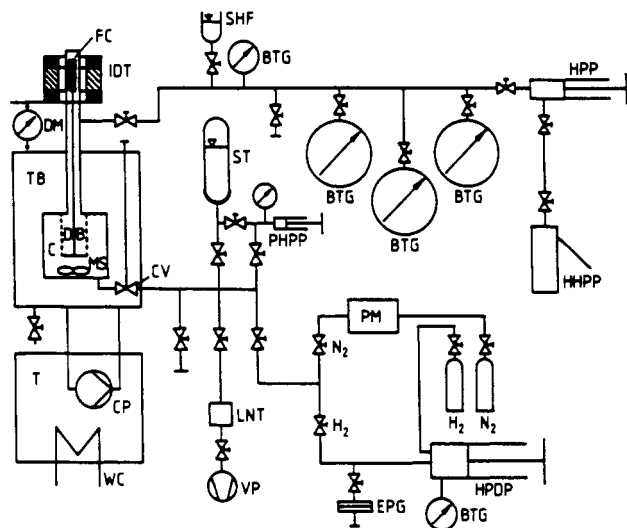 SHF
FC
IDT
BTG
HPP
DM
ST
TB
BTG
BTG
BTG
DB
C
MS
PHPP
CV
HHPP
PM
N2
T
CP
LNT
H2
H2
N2
WC
VP
EPG
HPDP
BTG